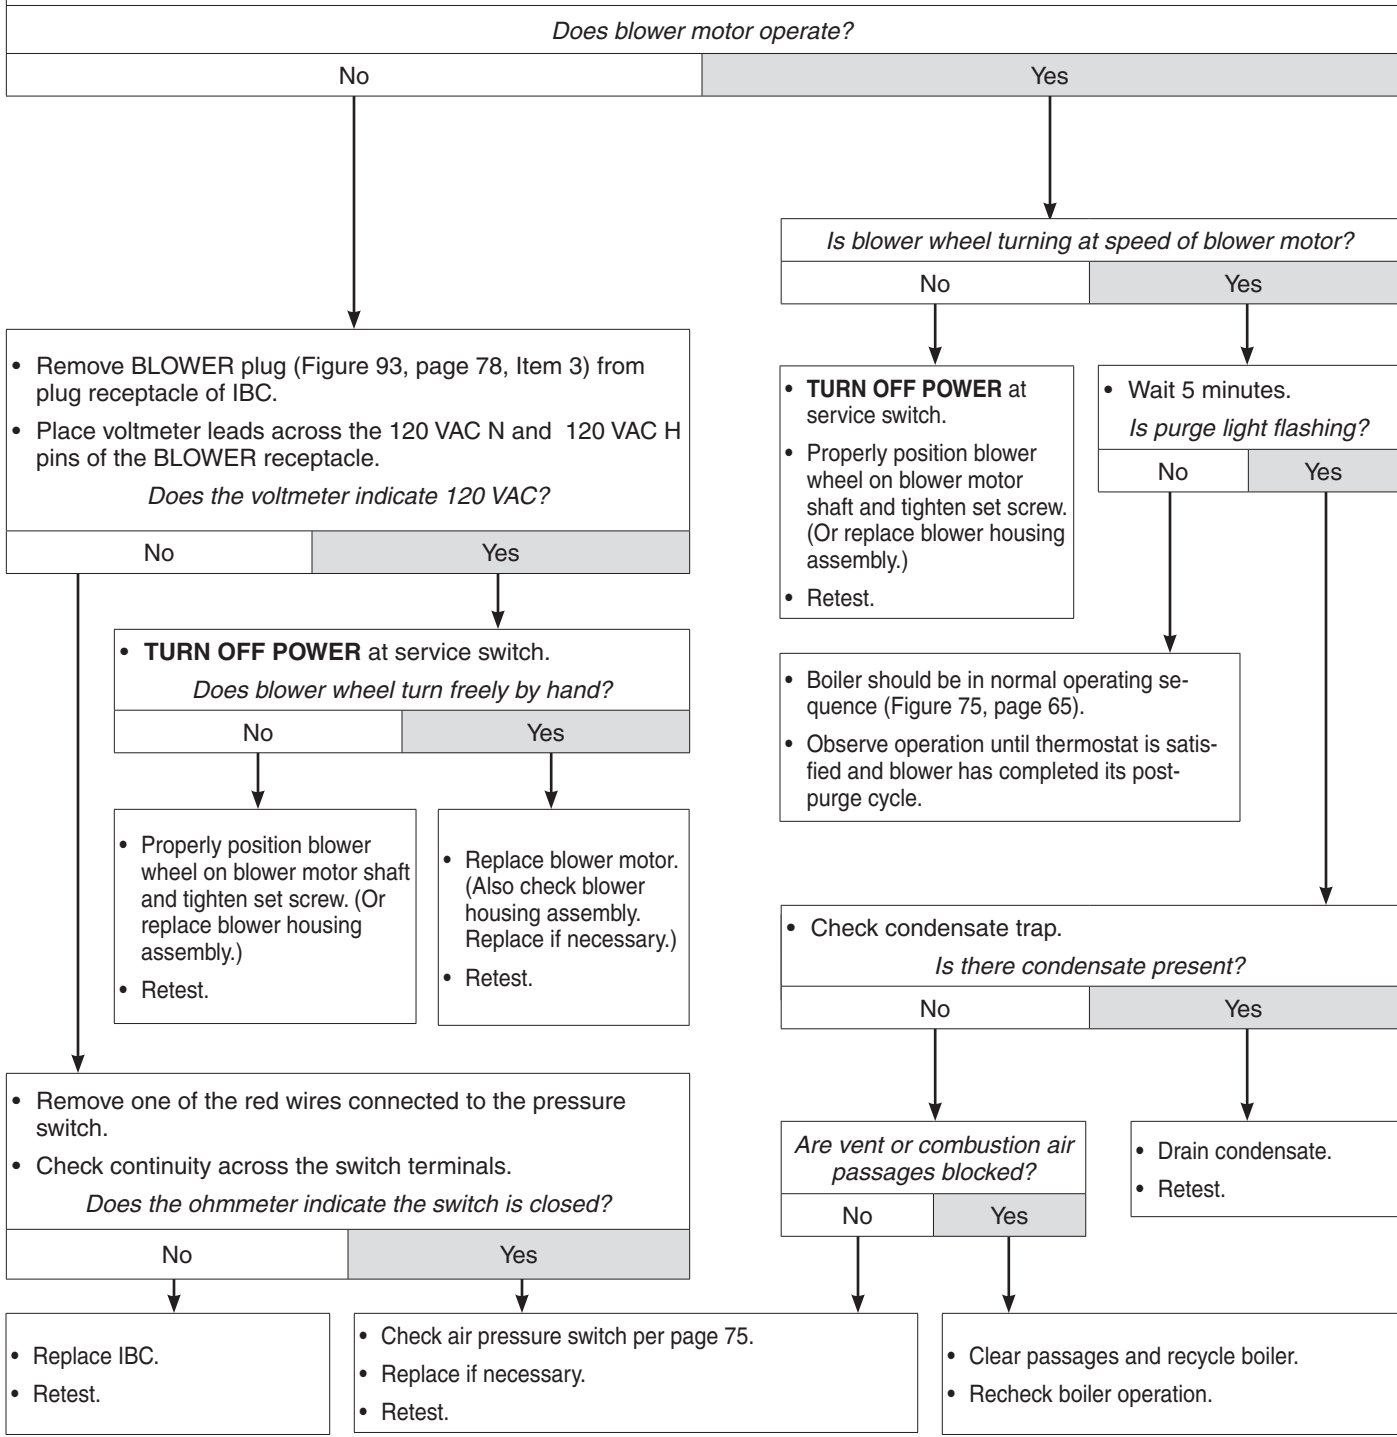 Does blower motor operate?
No
Yes
Is blower wheel turning at speed of blower motor?
No
Yes
• Remove BLOWER plug (Figure 93, page 78, Item 3) from
plug receptacle of IBC.
• Place voltmeter leads across the 120 VAC N and 120 VAC H
pins of the BLOWER receptacle.
Does the voltmeter indicate 120 VAC?
No
Yes
• TURN OFF POWER at
service switch.
• Properly position blower
wheel on blower motor
shaft and tighten set screw.
(Or replace blower housing
assembly.)
• Retest.
• Wait 5 minutes.
Is purge light flashing?
No
Yes
• TURN OFF POWER at service switch.
Does blower wheel turn freely by hand?
No
Yes
• Boiler should be in normal operating se-
quence (Figure 75, page 65).
• Observe operation until thermostat is satis-
fied and blower has completed its post-
purge cycle.
• Properly position blower
wheel on blower motor shaft
and tighten set screw. (Or
replace blower housing
assembly.)
• Retest.
• Replace blower motor.
(Also check blower
housing assembly.
Replace if necessary.)
• Retest.
• Check condensate trap.
Is there condensate present?
No
Yes
• Remove one of the red wires connected to the pressure
switch.
• Check continuity across the switch terminals.
Does the ohmmeter indicate the switch is closed?
No
Yes
Are vent or combustion air
passages blocked?
No
Yes
• Drain condensate.
• Retest.
• Replace IBC.
• Retest.
• Check air pressure switch per page 75.
• Replace if necessary.
• Retest.
• Clear passages and recycle boiler.
• Recheck boiler operation.